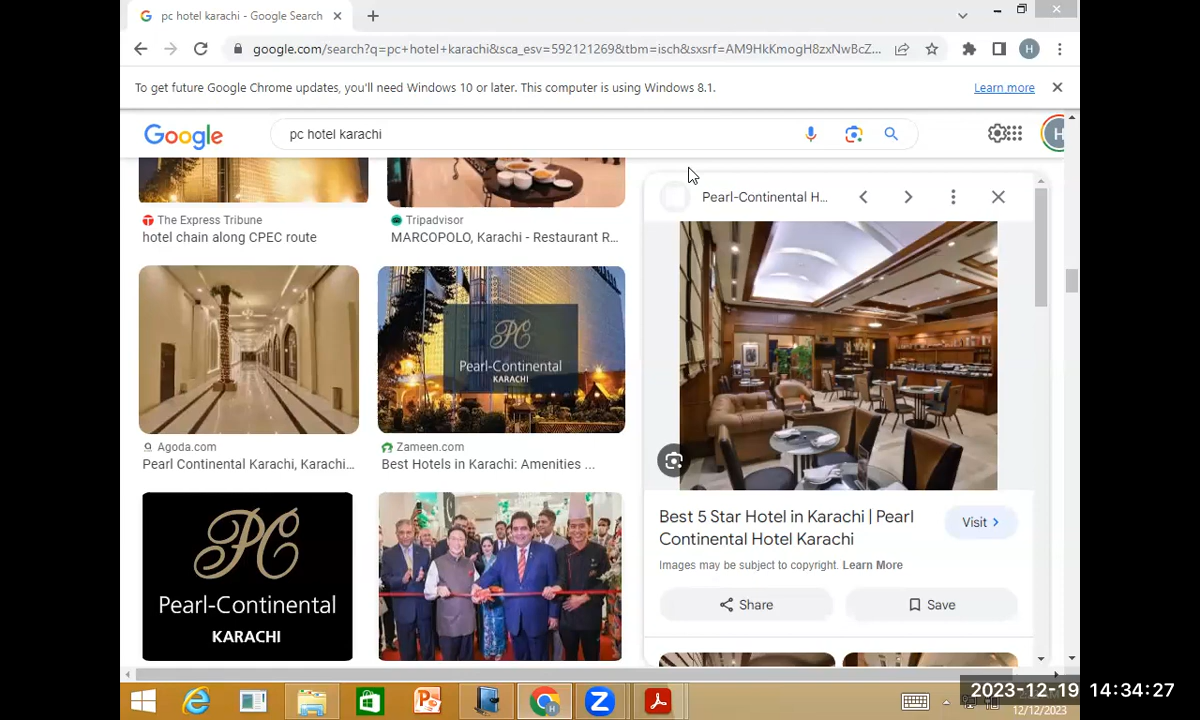 pc hotel karachi - Google Search
google.com/search?q=pc+hotel+karachi&sca_esv=592121269&tbm=isch&sxsrf=AM9HkKmogH8zxNwBcZ...
H
To get future Google Chrome updates, you'll need Windows 10 or later. This computer is using Windows 8.1.
Learn more
Google
pc hotel karachi
H
The Express Tribune
hotel chain along CPEC route
Tripadvisor
MARCOPOLO, Karachi - Restaurant R...
Pearl-Continental H...
PC
Pearl-Continental
KARACHI
Agoda.com
Pearl Continental Karachi, Karachi...
Zameen.com
Best Hotels in Karachi: Amenities ...
PC
Pearl-Continental
KARACHI
Best 5 Star Hotel in Karachi | Pearl
Continental Hotel Karachi
Visit
Images may be subject to copyright. Learn More
Share
Save
2023-12-19 14:34:27
12/12/2023